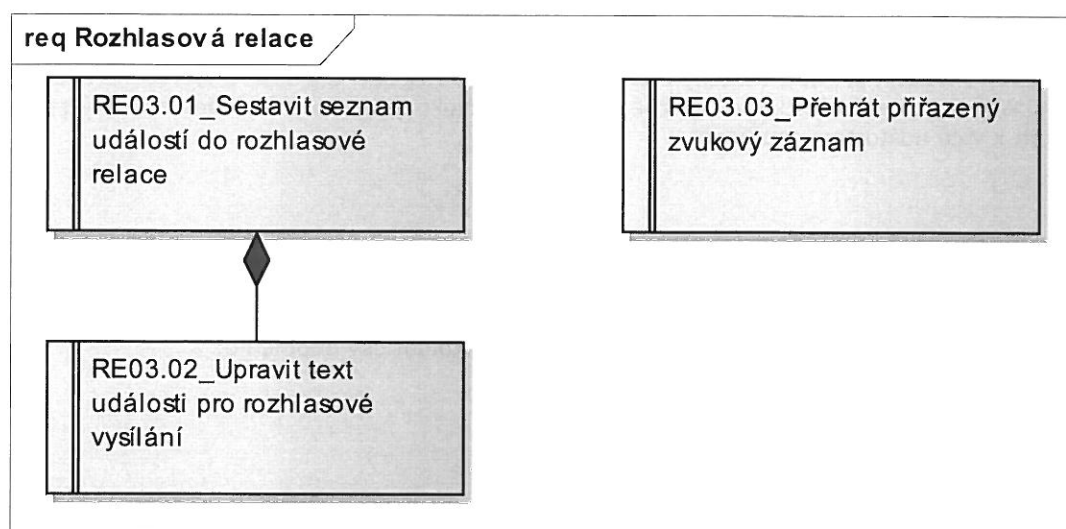 req Rozhlasová relace
RE03.01_Sestavit seznam
událostí do rozhlasové
relace
RE03.03_Přehrát přiřazený
zvukový záznam
RE03.02_Upravit text
události pro rozhlasové
vysílání